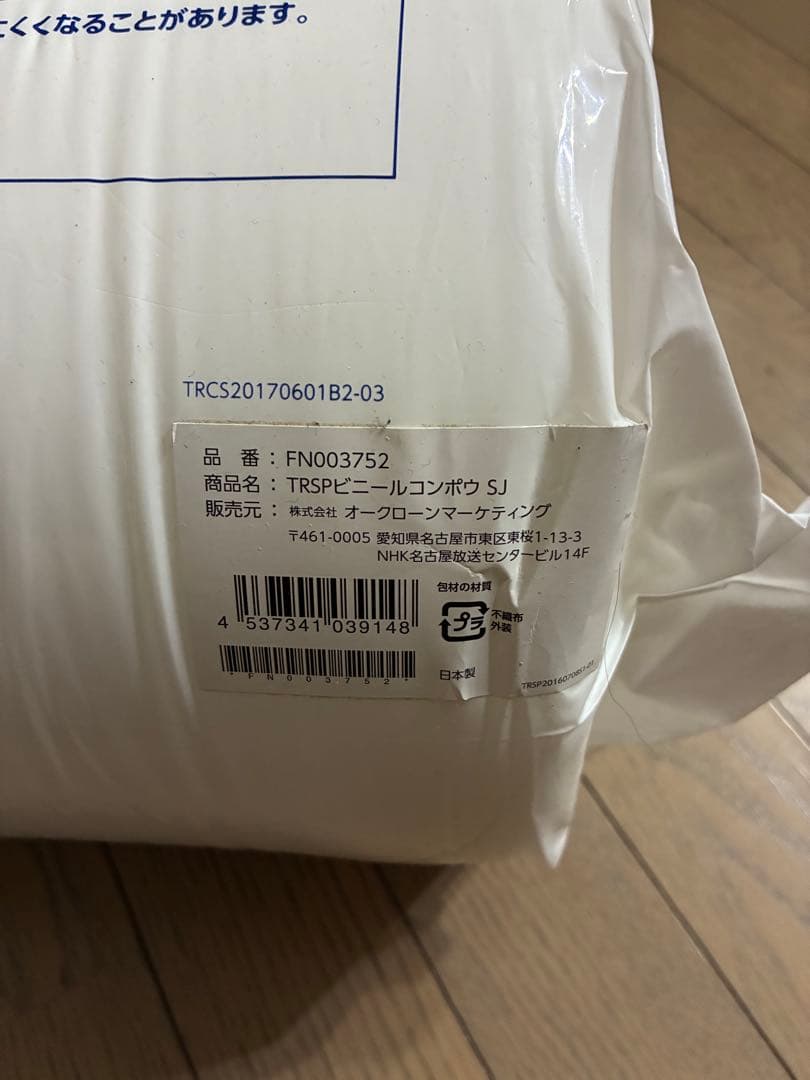 くくなることがあります。
TRCS20170601B2-03
品 番 : FN003752
商品名 : TRSPビニールコンポウ SJ
販売元 : 株式会社 オークローンマーケティング
〒461-0005 愛知県名古屋市東区東桜1-13-3
NHK名古屋放送センタービル14F
包材の材質
プラ
不織布
外装
4 537341 039148
*FN003752*
日本製
TRSP20160708S1-01